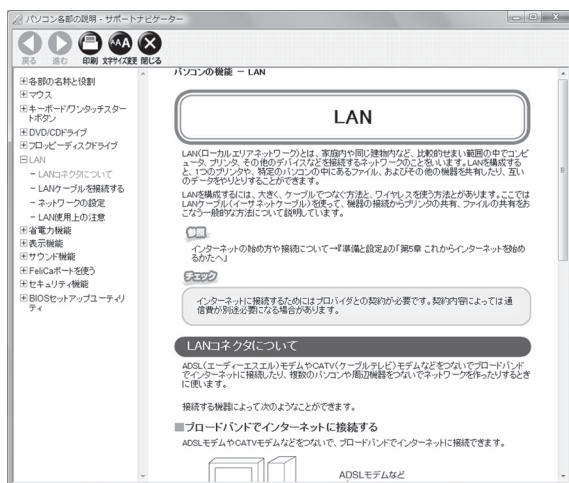 パソコン各部の説明 - サポートナビゲーター
戻る 進む 印刷 文字サイズ変更 閉じる
各部の名称と役割
マウス
キーボード/ワンタッチスター
トボタン
DVD/CDドライブ
フロッピーディスクドライブ
LAN
- LANコネクタについて
- LANケーブルを接続する
- ネットワークの設定
- LAN使用上の注意
省電力機能
表示機能
サウンド機能
FeliCaポートを使う
セキュリティ機能
BIOSセットアップユーティリ
ティ
パソコンの機能 － LAN
LAN
LAN(ローカルエリアネットワーク)とは、家庭内や同じ建物内など、比較的せまい範囲の中でコンピ
ュータ、プリンタ、その他のデバイスなどを接続するネットワークのことをいいます。LANを構成する
と、1つのプリンタや、特定のパソコンの中にあるファイル、およびその他の機器を共有したり、互い
のデータをやりとりすることができます。
LANを構成するには、大きく、ケーブルでつなぐ方法と、ワイヤレスを使う方法とがあります。ここでは
LANケーブル(イーサネットケーブル)を使って、機器の接続からプリンタの共有、ファイルの共有をお
こなう一般的な方法について説明しています。
参照
インターネットの始め方や接続について→『準備と設定』の「第5章 これからインターネットを始め
るかたへ」
チェック
インターネットに接続するためにはプロバイダとの契約が必要です。契約内容によっては通
信費が別途必要になる場合があります。
LANコネクタについて
ADSL(エーディーエスエル)モデムやCATV(ケーブルテレビ)モデムなどをつないでブロードバンド
でインターネットに接続したり、複数のパソコンや周辺機器をつないでネットワークを作ったりするとき
に使います。
接続する機器によって次のようなことができます。
■ブロードバンドでインターネットに接続する
ADSLモデムやCATVモデムなどをつないで、ブロードバンドでインターネットに接続できます。
ADSLモデムなど